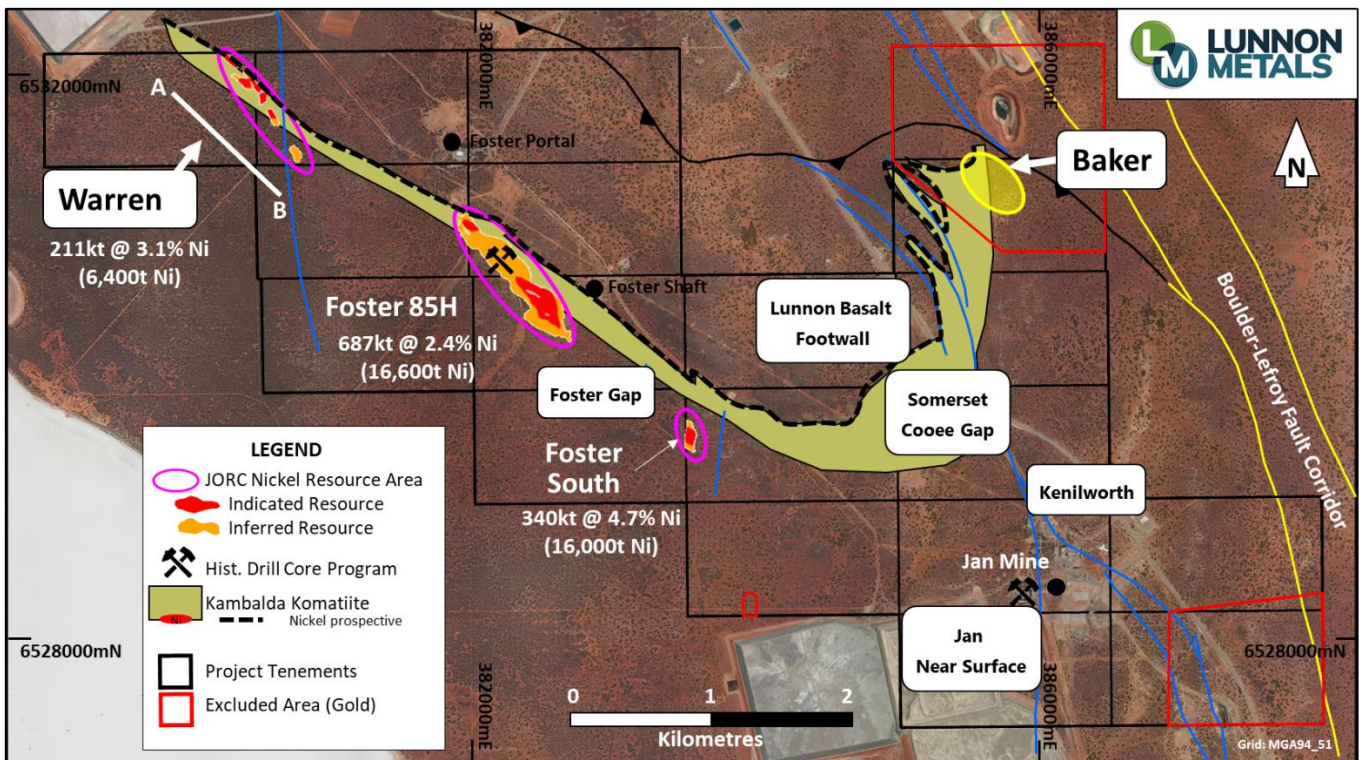 382000mE
386000mE
LM
LUNNON
METALS
6532000mN
A
Foster Portal
Baker
N
Warren
B
211kt @ 3.1% Ni
(6,400t Ni)
Foster Shaft
Foster 85H
687kt @ 2.4% Ni
(16,600t Ni)
Lunnon Basalt
Footwall
Boulder-Lefroy Fault Corridor
Foster Gap
Somerset
Cooee Gap
Foster
South
340kt @ 4.7% Ni
(16,000t Ni)
Kenilworth
Jan Mine
Jan
Near Surface
LEGEND
JORC Nickel Resource Area
Indicated Resource
Inferred Resource
Hist. Drill Core Program
Kambalda Komatiite
Ni
Nickel prospective
Project Tenements
Excluded Area (Gold)
6528000mN
6528000mN
382000mE
386000mE
0 1 2
Kilometres
Grid: MGA94_51